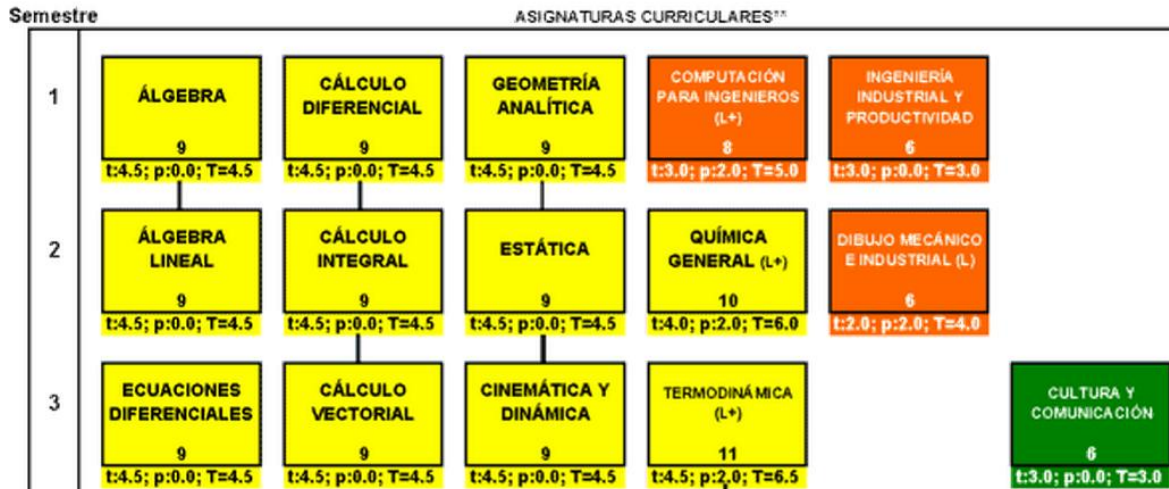 Semestre
ASIGNATURAS CURRICULARES**
1
ÁLGEBRA
9
t:4.5; p:0.0; T=4.5
CÁLCULO
DIFERENCIAL
9
t:4.5; p:0.0; T=4.5
GEOMETRÍA
ANALÍTICA
9
t:4.5; p:0.0; T=4.5
COMPUTACIÓN
PARA INGENIEROS
(L+)
8
t:3.0; p:2.0; T=5.0
INGENIERÍA
INDUSTRIAL Y
PRODUCTIVIDAD
6
t:3.0; p:0.0; T=3.0
2
ÁLGEBRA
LINEAL
9
t:4.5; p:0.0; T=4.5
CÁLCULO
INTEGRAL
9
t:4.5; p:0.0; T=4.5
ESTÁTICA
9
t:4.5; p:0.0; T=4.5
QUÍMICA
GENERAL (L+)
10
t:4.0; p:2.0; T=6.0
DIBUJO MECÁNICO
E INDUSTRIAL (L)
6
t:2.0; p:2.0; T=4.0
3
ECUACIONES
DIFERENCIALES
9
t:4.5; p:0.0; T=4.5
CÁLCULO
VECTORIAL
9
t:4.5; p:0.0; T=4.5
CINEMÁTICA Y
DINÁMICA
9
t:4.5; p:0.0; T=4.5
TERMODINÁMICA
(L+)
11
t:4.5; p:2.0; T=6.5
CULTURA Y
COMUNICACIÓN
6
t:3.0; p:0.0; T=3.0